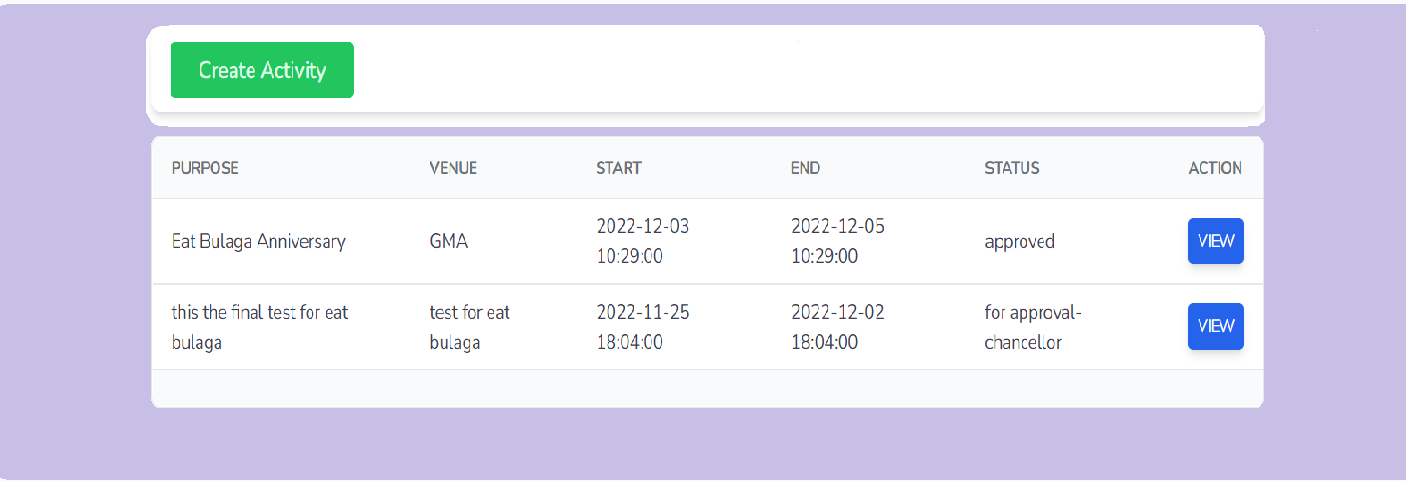 Create Activity
PURPOSE VENUE START END STATUS ACTION
Eat Bulaga Anniversary GMA 2022-12-03 10:29:00 2022-12-05 10:29:00 approved VIEW
this the final test for eat bulaga test for eat bulaga 2022-11-25 18:04:00 2022-12-02 18:04:00 for approval-chancellor VIEW